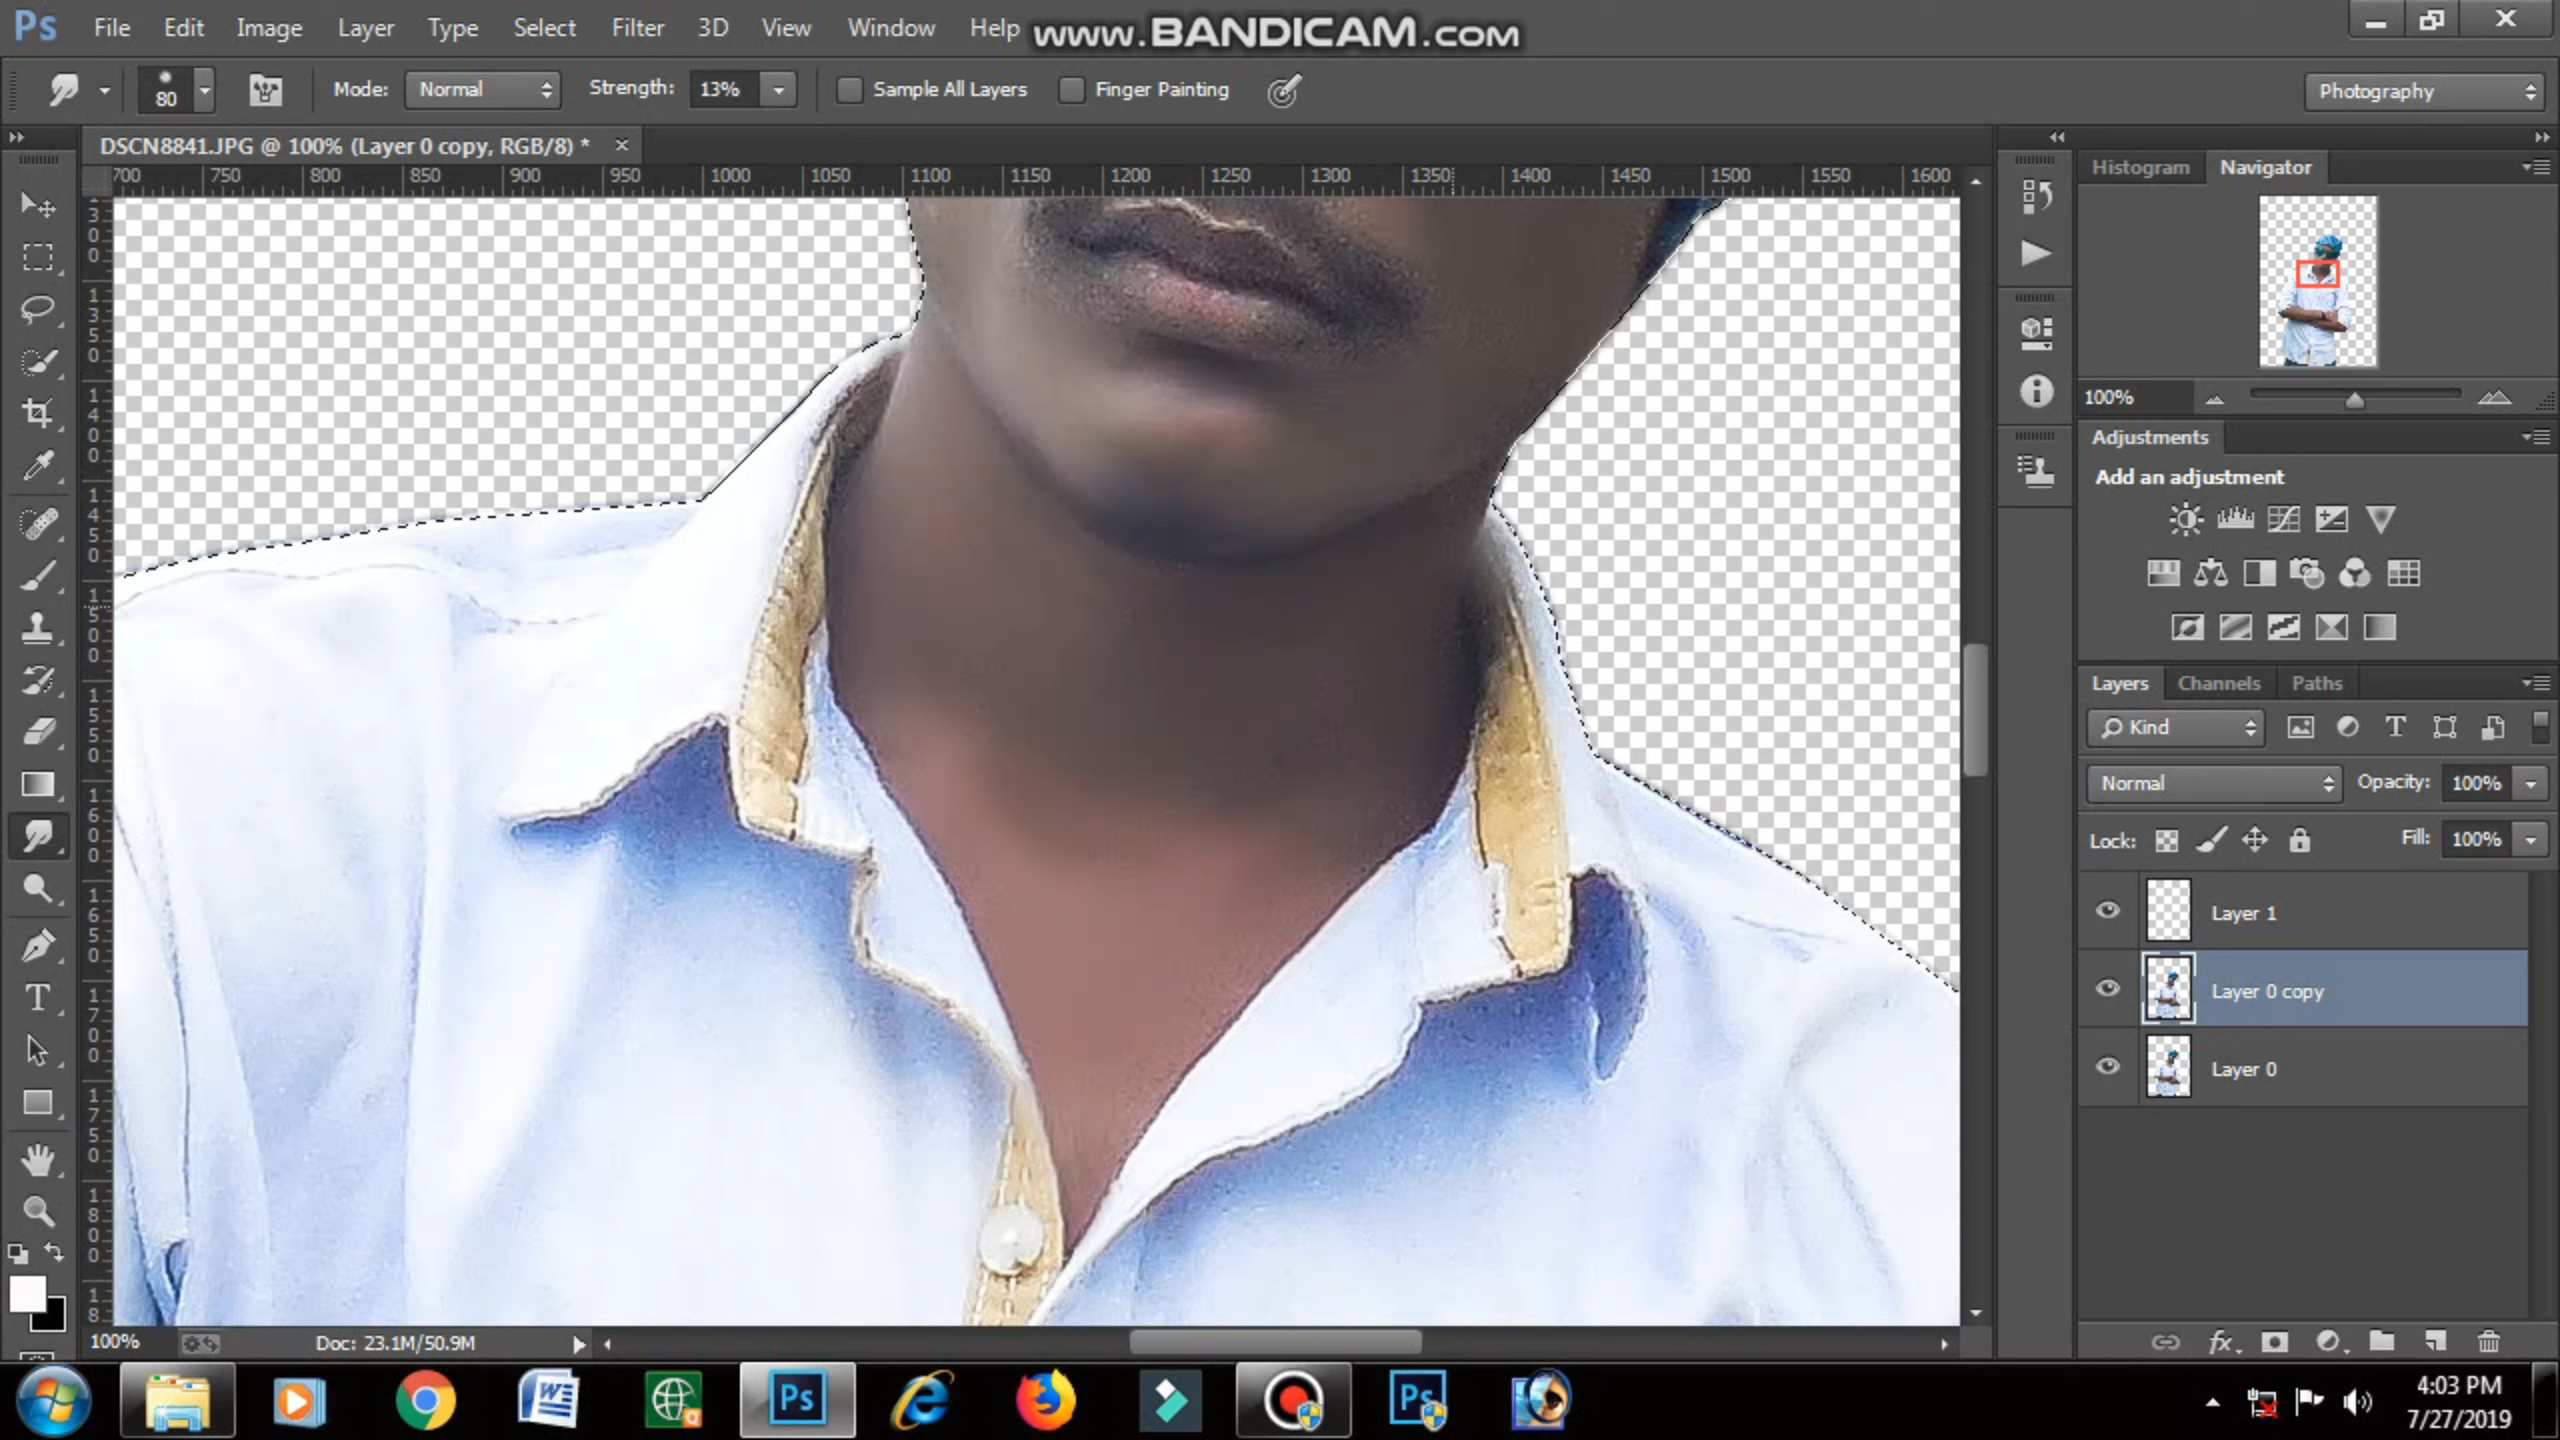 Ps File Edit Image Layer Type Select Filter 3D View Window Help www.BANDICAM.com
80 Mode: Normal Strength: 13% Sample All Layers Finger Painting Photography
DSCN8841.JPG @ 100% (Layer 0 copy, RGB/8) *
700 750 800 850 900 950 1000 1050 1100 1150 1200 1250 1300 1350 1400 1450 1500 1550 1600
Histogram Navigator
100%
Adjustments
Add an adjustment
Layers Channels Paths
Kind
Normal Opacity: 100%
Lock: Fill: 100%
Layer 1
Layer 0 copy
Layer 0
100% Doc: 23.1M/50.9M
4:03 PM
7/27/2019